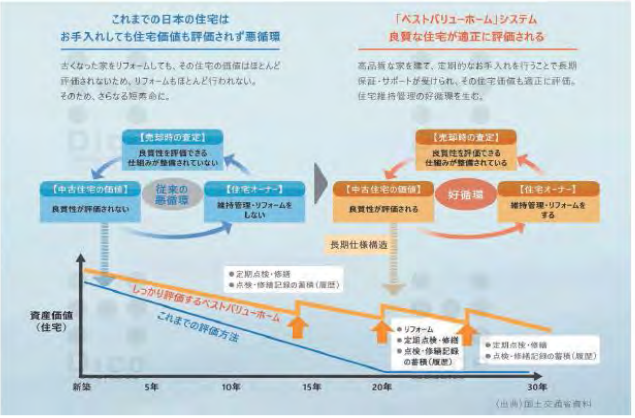 これまでの日本の住宅は
お手入れしても住宅価値も評価されず悪循環
古くなった家をリフォームしても、その住宅の価値はほとんど
評価されないため、リフォームもほとんど行われない。
そのため、さらなる短寿命に。
「ベストバリューホーム」システム
良質な住宅が適正に評価される
高品質な家を建て、定期的なお手入れを行うことで長期
保証・サポートが受けられ、その住宅価値も適正に評価。
住宅維持管理の好循環を生む。
【売却時の査定】
良質性を評価できる
仕組みが整備されていない
【中古住宅の価値】
良質性が評価されない
従来の
悪循環
【住宅オーナー】
維持管理・リフォームを
しない
【売却時の査定】
良質性を評価できる
仕組みが整備されている
【中古住宅の価値】
良質性が評価される
好循環
【住宅オーナー】
維持管理・リフォームを
する
長期仕様構造
資産価値
(住宅)
しっかり評価するベストバリューホーム
これまでの評価方法
●定期点検・修繕
●点検・修繕記録の蓄積(履歴)
●リフォーム
●定期点検・修繕
●点検・修繕記録
の蓄積(履歴)
●定期点検・修繕
●点検・修繕記録の蓄積(履歴)
新築
5年
10年
15年
20年
30年
(出典)国土交通省資料